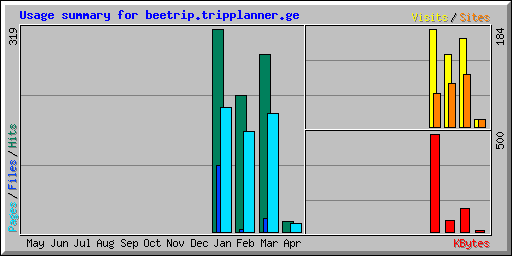 Usage summary for beetrip.tripplanner.ge
Visits/Sites
319
184
500
Pages/Files/Hits
May Jun Jul Aug Sep Oct Nov Dec Jan Feb Mar Apr
KBytes